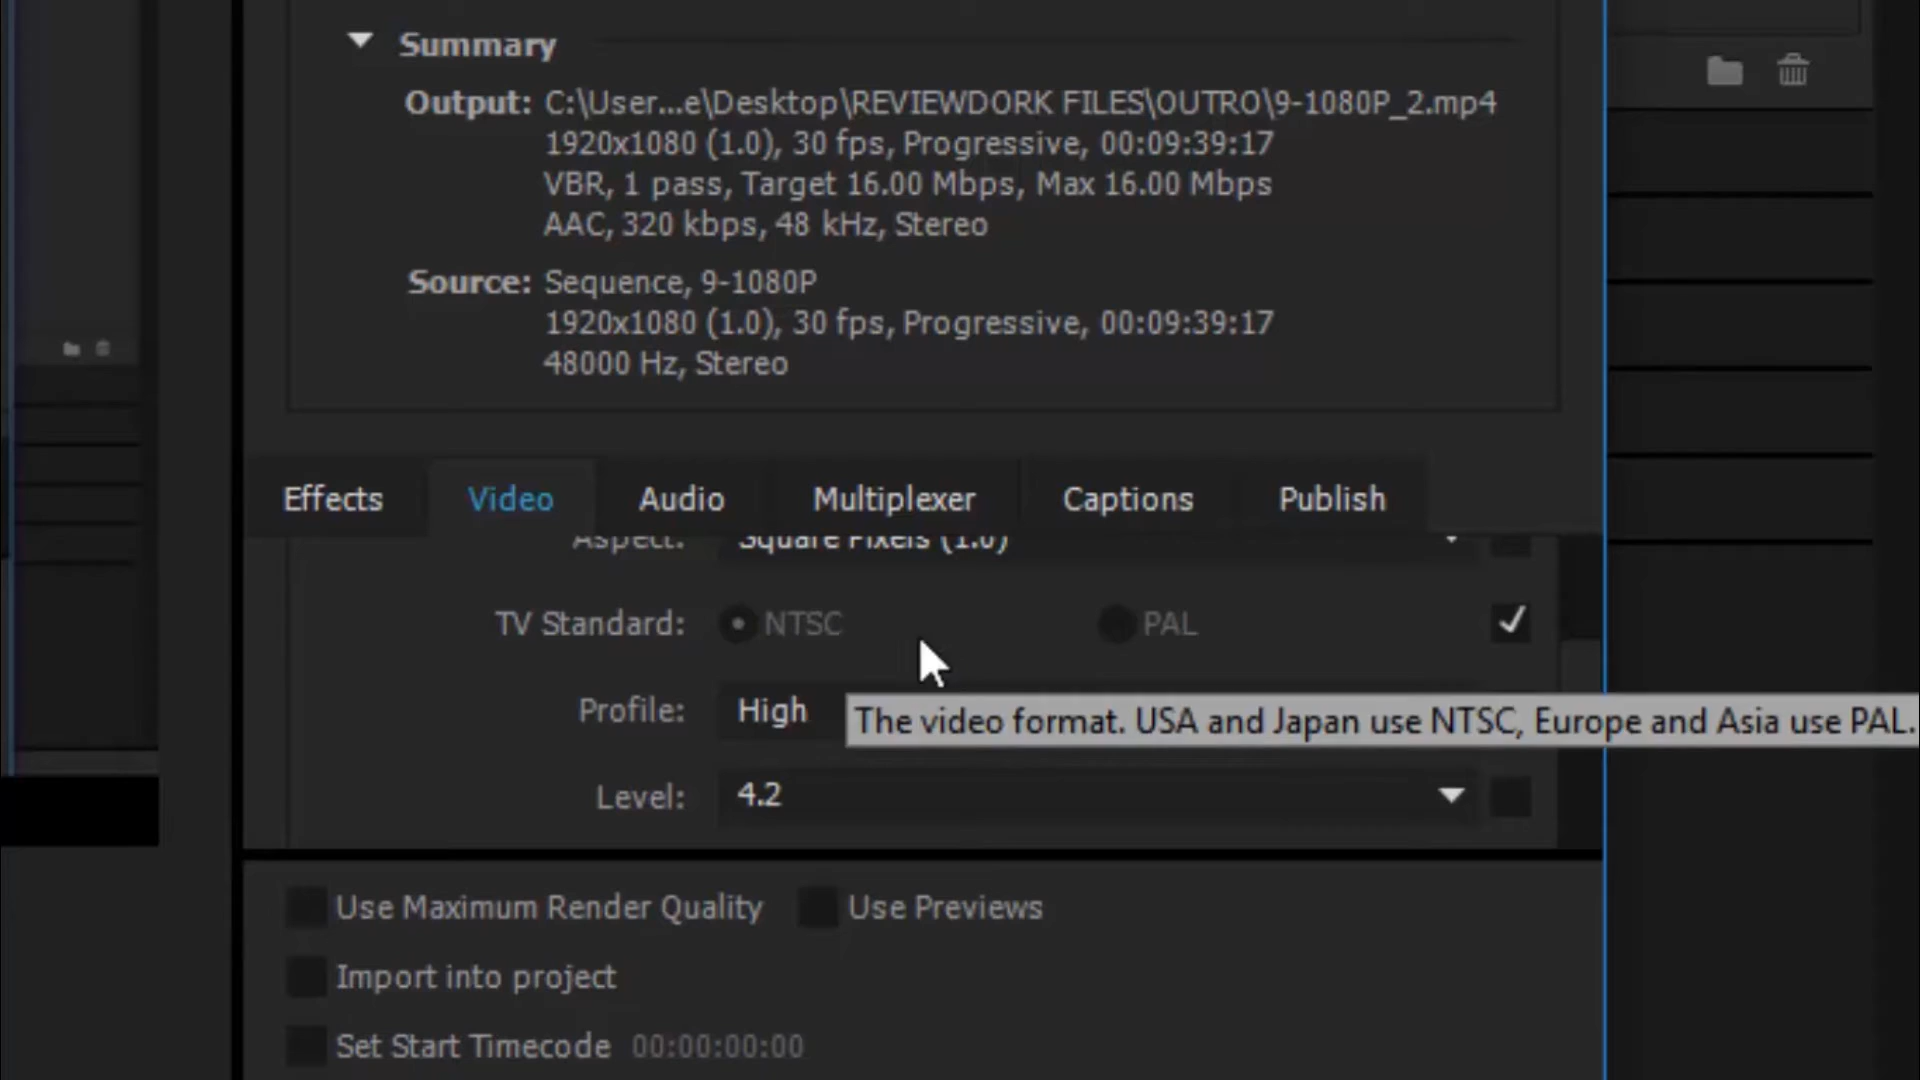 Summary
Output: C:\User...e\Desktop\REVIEWDORK FILES\OUTRO\9-1080P_2.mp4
1920x1080 (1.0), 30 fps, Progressive, 00:09:39:17
VBR, 1 pass, Target 16.00 Mbps, Max 16.00 Mbps
AAC, 320 kbps, 48 kHz, Stereo
Source: Sequence, 9-1080P
1920x1080 (1.0), 30 fps, Progressive, 00:09:39:17
48000 Hz, Stereo
Effects Video Audio Multiplexer Captions Publish
Aspect: Square Pixels (1.0)
TV Standard: NTSC PAL
Profile: High
The video format. USA and Japan use NTSC, Europe and Asia use PAL.
Level: 4.2
Use Maximum Render Quality Use Previews
Import into project
Set Start Timecode 00:00:00:00